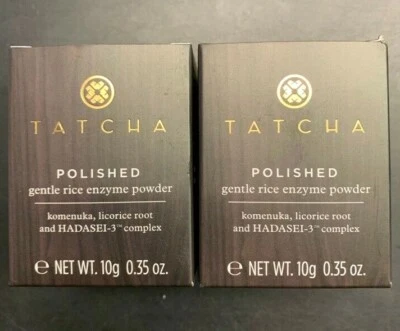 TATCHA
POLISHED
gentle rice enzyme powder
komenuka, licorice root
and HADASEI-3™ complex
℮ NET WT. 10g 0.35 oz.
TATCHA
POLISHED
gentle rice enzyme powder
komenuka, licorice root
and HADASEI-3™ complex
℮ NET WT. 10g 0.35 oz.